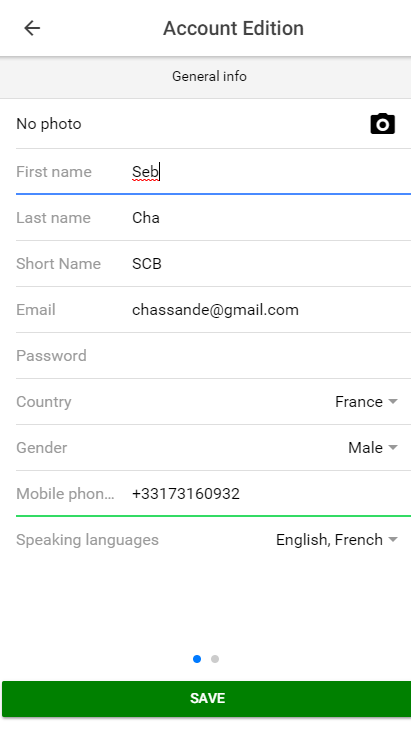 Account Edition
General info
No photo
First name Seb
Last name Cha
Short Name SCB
Email chassande@gmail.com
Password
Country France
Gender Male
Mobile phon... +33173160932
Speaking languages English, French
SAVE